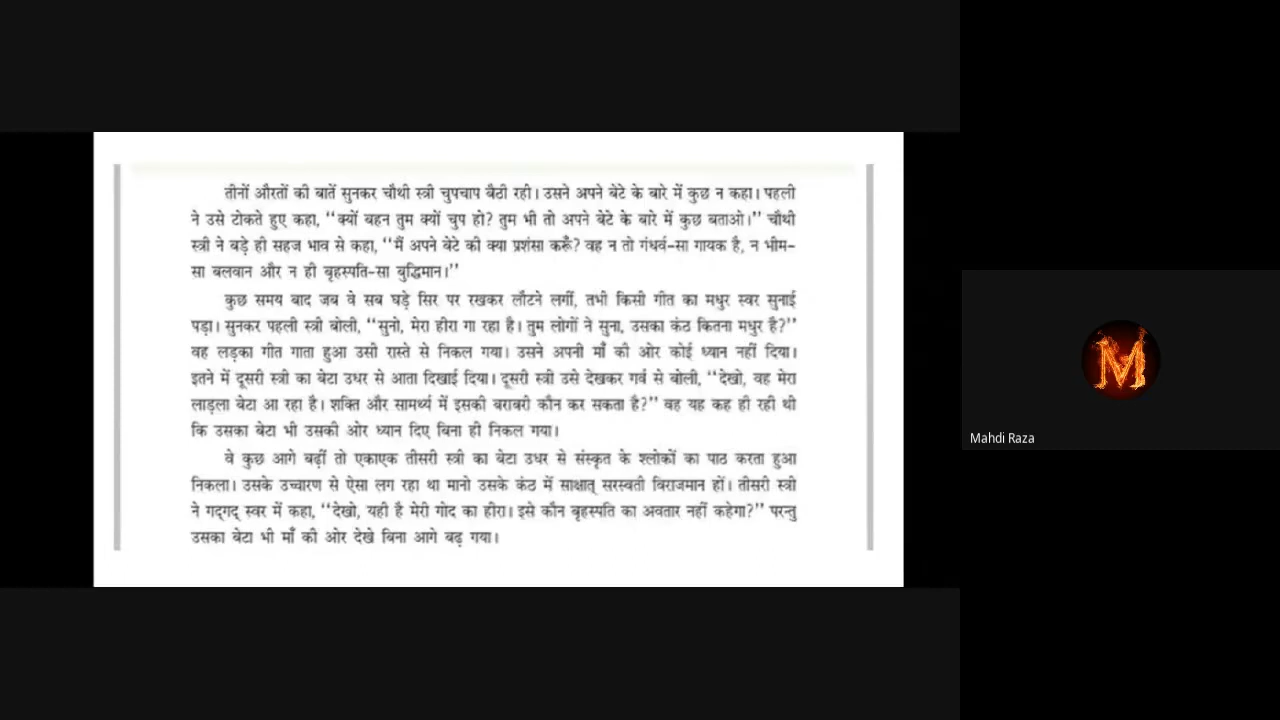 तीनों औरतों की बातें सुनकर चौथी स्त्री चुपचाप बैठी रही। उसने अपने बेटे के बारे में कुछ न कहा। पहली
ने उसे टोकते हुए कहा, ‘‘क्यों बहन तुम क्यों चुप हो? तुम भी तो अपने बेटे के बारे में कुछ बताओ।’’ चौथी
स्त्री ने बड़े ही सहज भाव से कहा, ‘‘मैं अपने बेटे की क्या प्रशंसा करूँ? वह न तो गंधर्व-सा गायक है, न भीम-
सा बलवान और न ही बृहस्पति-सा बुद्धिमान।’’
कुछ समय बाद जब वे सब घड़े सिर पर रखकर लौटने लगीं, तभी किसी गीत का मधुर स्वर सुनाई
पड़ा। सुनकर पहली स्त्री बोली, ‘‘सुनो, मेरा हीरा गा रहा है। तुम लोगों ने सुना, उसका कंठ कितना मधुर है?’’
वह लड़का गीत गाता हुआ उसी रास्ते से निकल गया। उसने अपनी माँ की ओर कोई ध्यान नहीं दिया।
इतने में दूसरी स्त्री का बेटा उधर से आता दिखाई दिया। दूसरी स्त्री उसे देखकर गर्व से बोली, ‘‘देखो, वह मेरा
लाड़ला बेटा आ रहा है। शक्ति और सामर्थ्य में इसकी बराबरी कौन कर सकता है?’’ वह यह कह ही रही थी
कि उसका बेटा भी उसकी ओर ध्यान दिए बिना ही निकल गया।
वे कुछ आगे बढ़ीं तो एकाएक तीसरी स्त्री का बेटा उधर से संस्कृत के श्लोकों का पाठ करता हुआ
निकला। उसके उच्चारण से ऐसा लग रहा था मानो उसके कंठ में साक्षात् सरस्वती विराजमान हों। तीसरी स्त्री
ने गद्‌गद् स्वर में कहा, ‘‘देखो, यही है मेरी गोद का हीरा। इसे कौन बृहस्पति का अवतार नहीं कहेगा?’’ परन्तु
उसका बेटा भी माँ की ओर देखे बिना आगे बढ़ गया।
M
Mahdi Raza